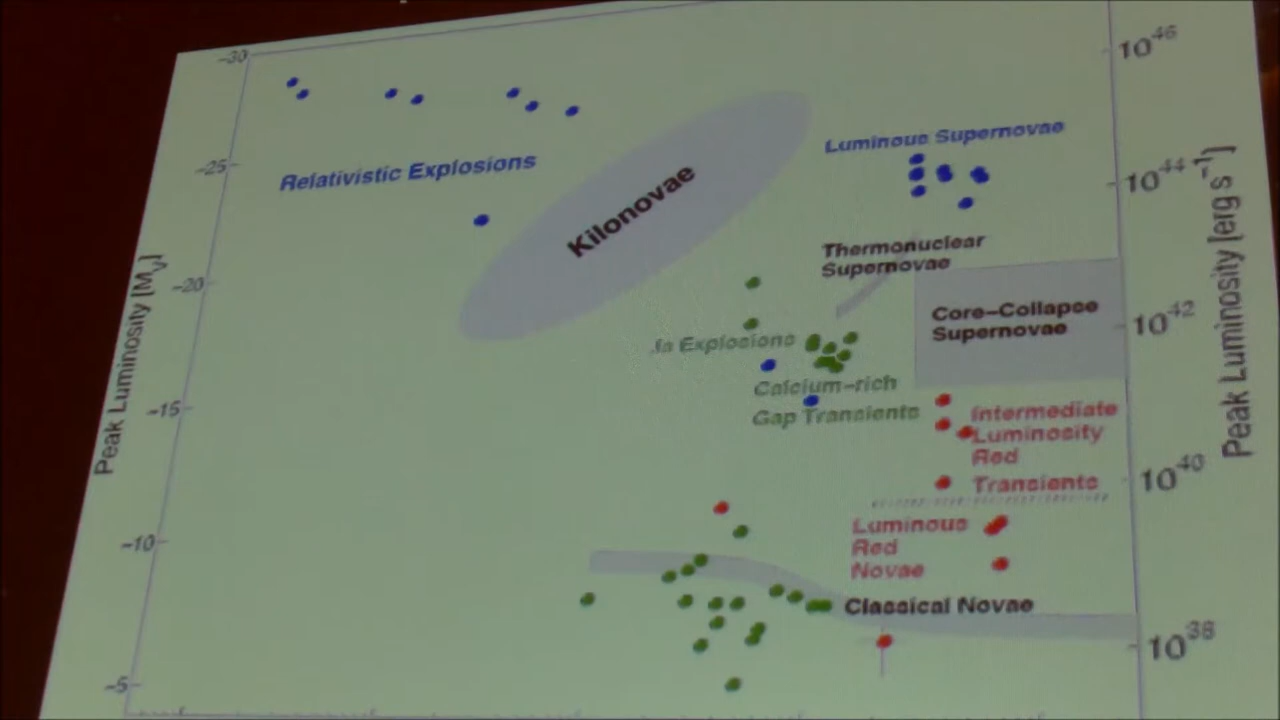 -30
10^46
Luminous Supernovae
-25
Relativistic Explosions
10^44
Kilonovae
Thermonuclear
Supernovae
-20
Core-Collapse
Supernovae
10^42
.Ia Explosions
Calcium-rich
Gap Transients
-15
Intermediate
Luminosity
Red
Transients
10^40
Luminous
Red
Novae
-10
Classical Novae
10^38
-5
Peak Luminosity [M_V]
Peak Luminosity [erg s^-1]